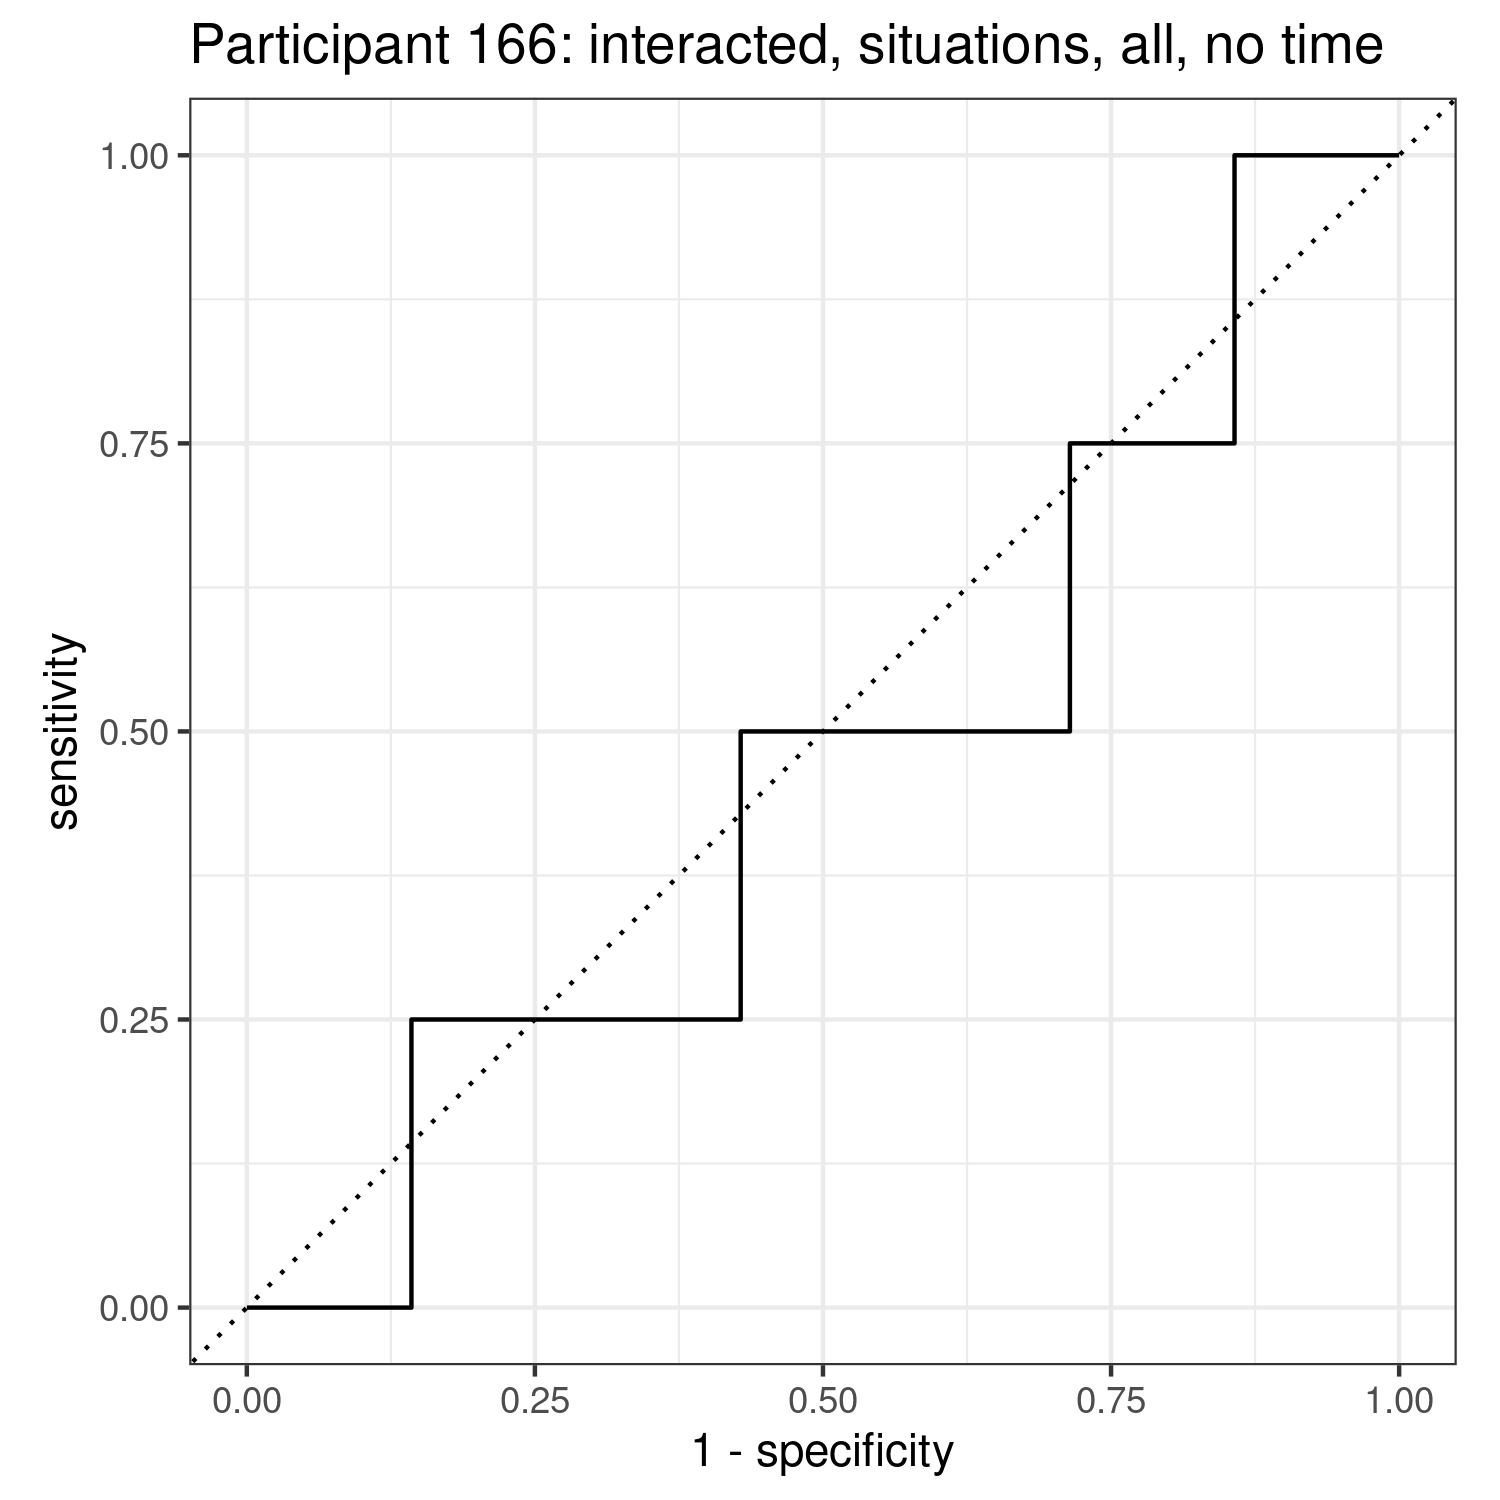 Participant 166: interacted, situations, all, no time
1.00
0.75
0.50
0.25
0.00
sensitivity
0.00 0.25 0.50 0.75 1.00
1 - specificity